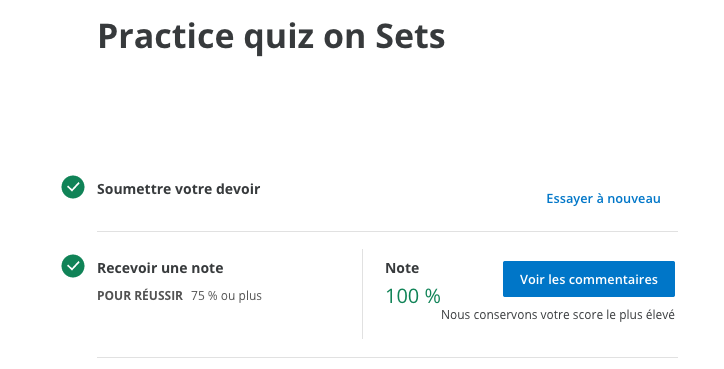 Practice quiz on Sets
Soumettre votre devoir
Essayer à nouveau
Recevoir une note
POUR RÉUSSIR 75 % ou plus
Note
100 %
Voir les commentaires
Nous conservons votre score le plus élevé